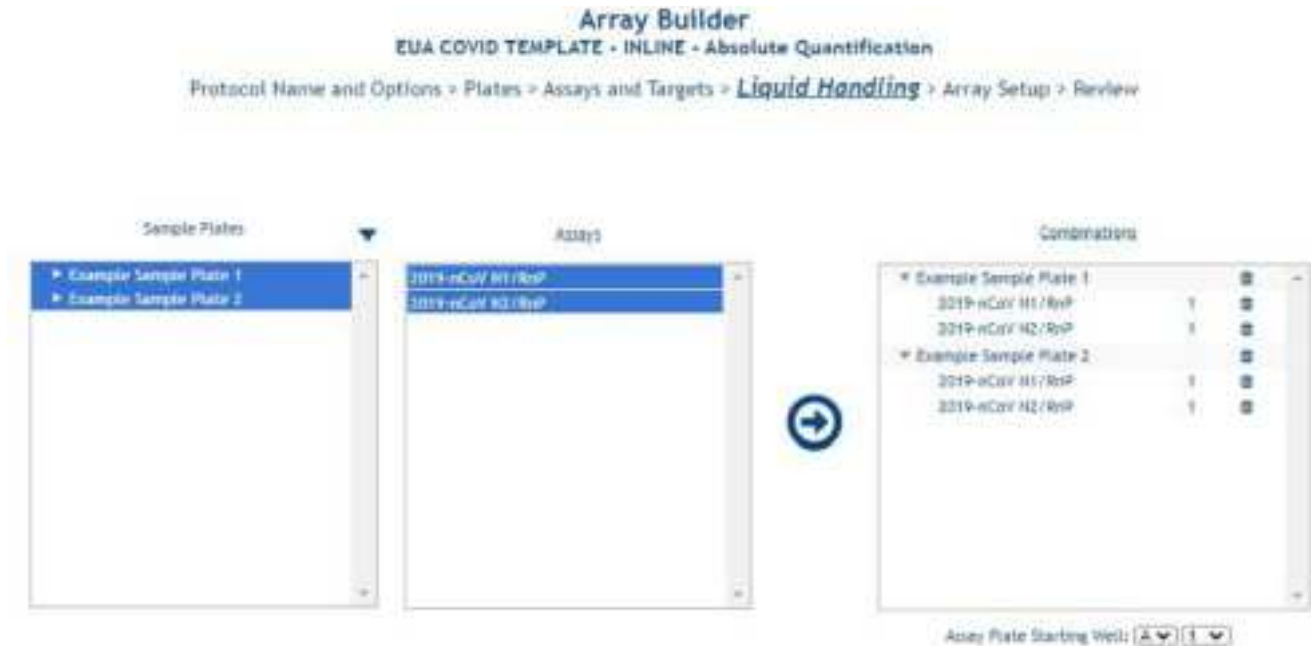 Array Builder
EUA COVID TEMPLATE - INLINE - Absolute Quantification
Protocol Name and Options > Plates > Assays and Targets > Liquid Handling > Array Setup > Review
Sample Plates
Example Sample Plate 1
Example Sample Plate 2
Assays
2019-nCoV N1/RnP
2019-nCoV N2/RnP
Combinations
Example Sample Plate 1
2019-nCoV N1/RnP 1
2019-nCoV N2/RnP 1
Example Sample Plate 2
2019-nCoV N1/RnP 1
2019-nCoV N2/RnP 1
Assay Plate Starting Well: A 1